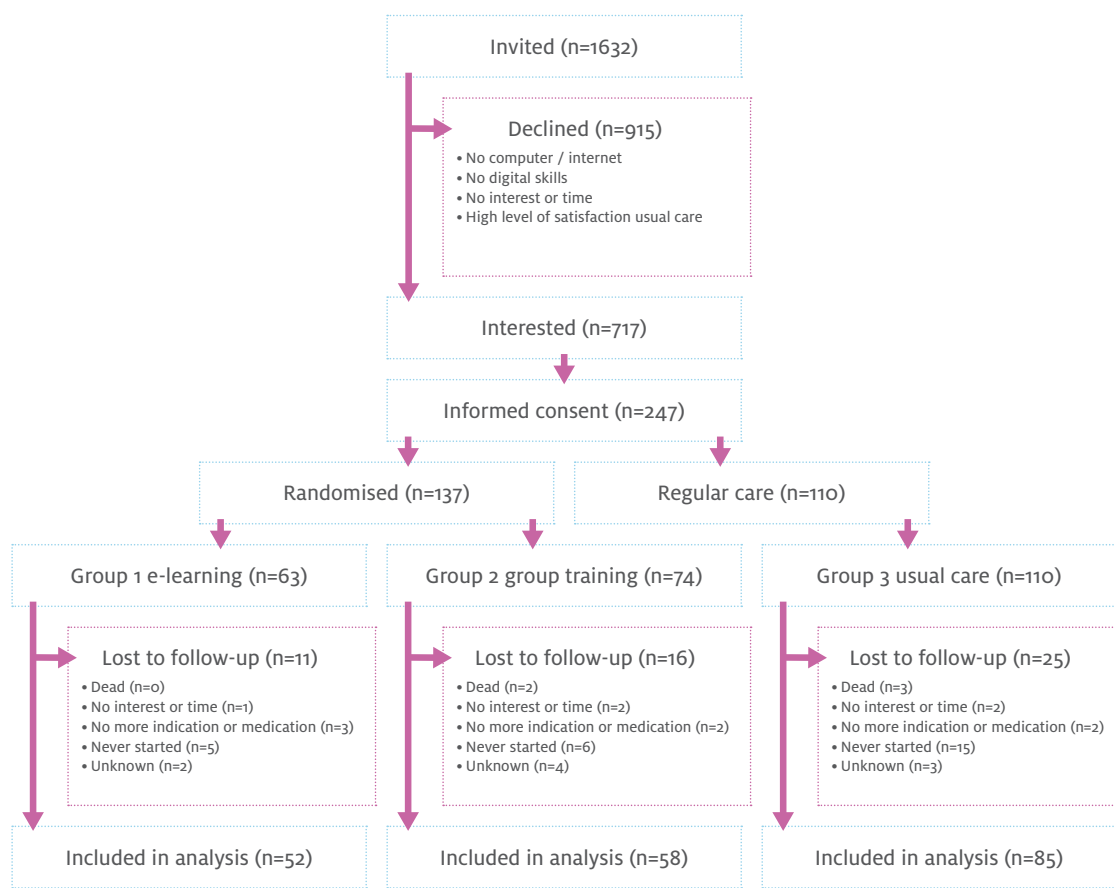 Invited (n=1632)
Declined (n=915)
• No computer / internet
• No digital skills
• No interest or time
• High level of satisfaction usual care
Interested (n=717)
Informed consent (n=247)
Randomised (n=137)
Regular care (n=110)
Group 1 e-learning (n=63)
Group 2 group training (n=74)
Group 3 usual care (n=110)
Lost to follow-up (n=11)
• Dead (n=0)
• No interest or time (n=1)
• No more indication or medication (n=3)
• Never started (n=5)
• Unknown (n=2)
Lost to follow-up (n=16)
• Dead (n=2)
• No interest or time (n=2)
• No more indication or medication (n=2)
• Never started (n=6)
• Unknown (n=4)
Lost to follow-up (n=25)
• Dead (n=3)
• No interest or time (n=2)
• No more indication or medication (n=2)
• Never started (n=15)
• Unknown (n=3)
Included in analysis (n=52)
Included in analysis (n=58)
Included in analysis (n=85)